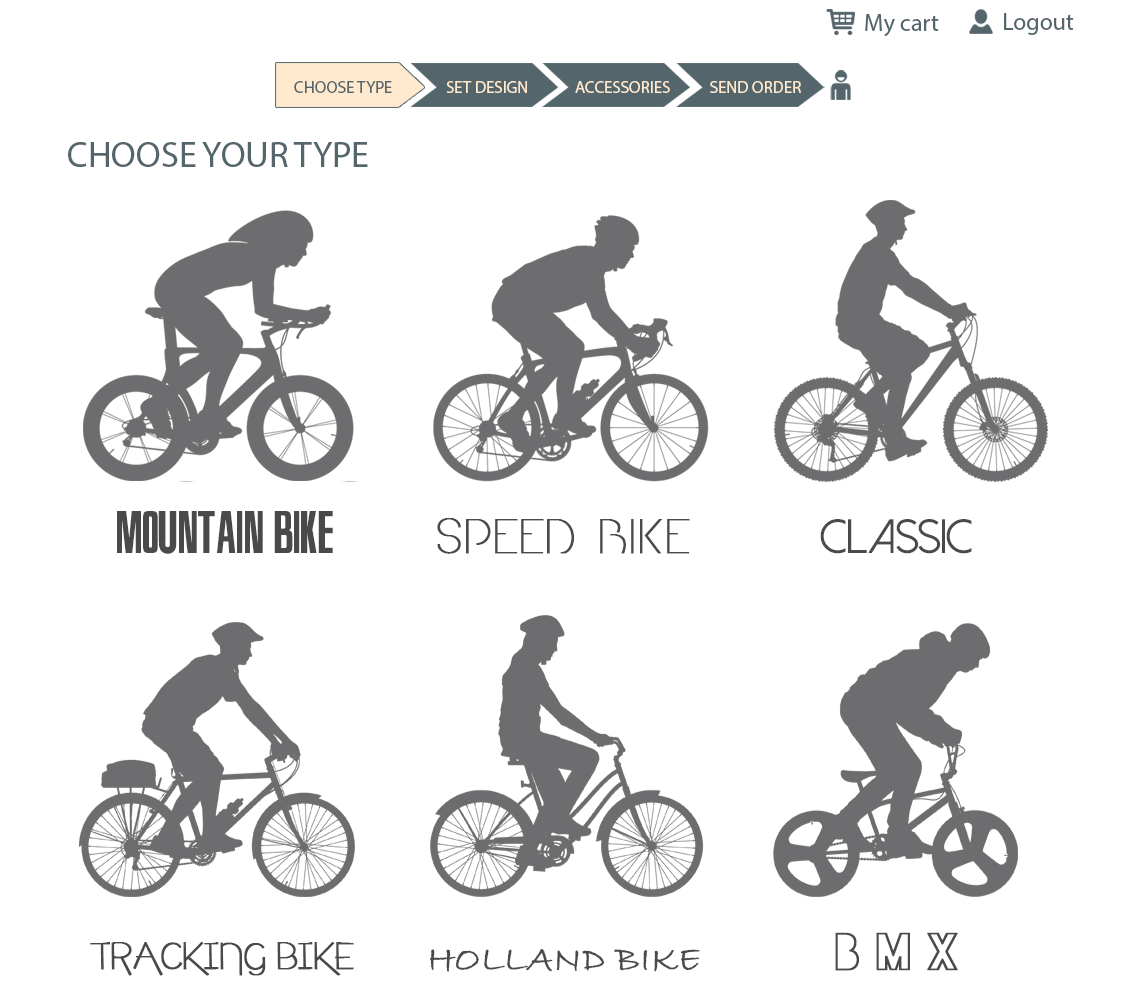 My cart Logout
CHOOSE TYPE SET DESIGN ACCESSORIES SEND ORDER
CHOOSE YOUR TYPE
MOUNTAIN BIKE SPEED BIKE CLASSIC
TRACKING BIKE HOLLAND BIKE BMX